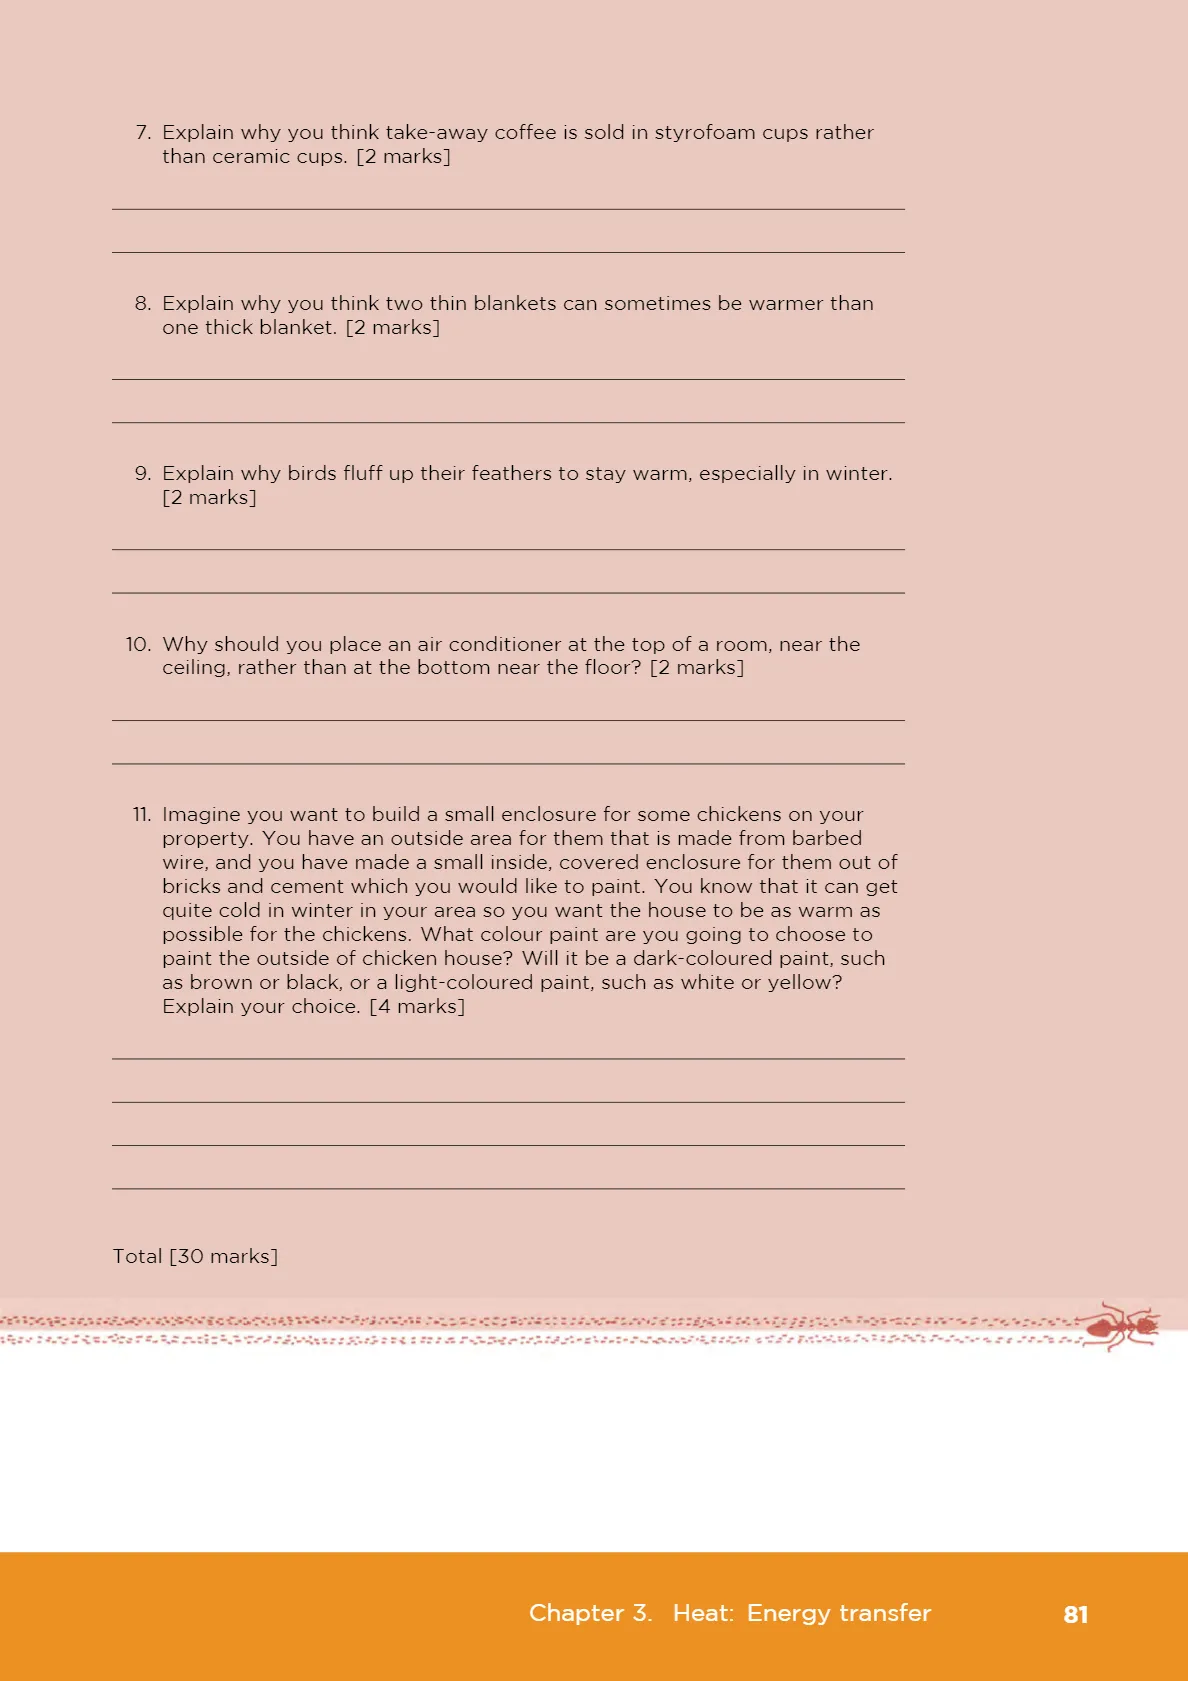 7. Explain why you think take-away coffee is sold in styrofoam cups rather
than ceramic cups. [2 marks]
8. Explain why you think two thin blankets can sometimes be warmer than
one thick blanket. [2 marks]
9. Explain why birds fluff up their feathers to stay warm, especially in winter.
[2 marks]
10. Why should you place an air conditioner at the top of a room, near the
ceiling, rather than at the bottom near the floor? [2 marks]
11. Imagine you want to build a small enclosure for some chickens on your
property. You have an outside area for them that is made from barbed
wire, and you have made a small inside, covered enclosure for them out of
bricks and cement which you would like to paint. You know that it can get
quite cold in winter in your area so you want the house to be as warm as
possible for the chickens. What colour paint are you going to choose to
paint the outside of chicken house? Will it be a dark-coloured paint, such
as brown or black, or a light-coloured paint, such as white or yellow?
Explain your choice. [4 marks]
Total [30 marks]
Chapter 3. Heat: Energy transfer 81